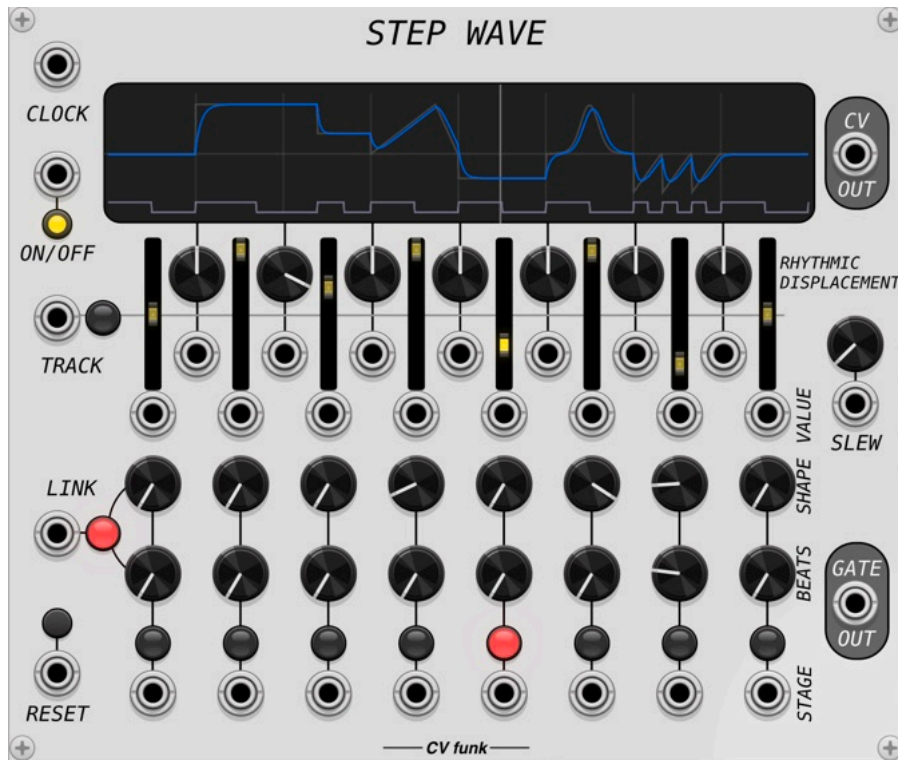 STEP WAVE
CLOCK
CV
OUT
ON/OFF
RHYTHMIC
DISPLACEMENT
TRACK
VALUE
SLEW
LINK
SHAPE
BEATS
GATE
OUT
RESET
STAGE
CV funk